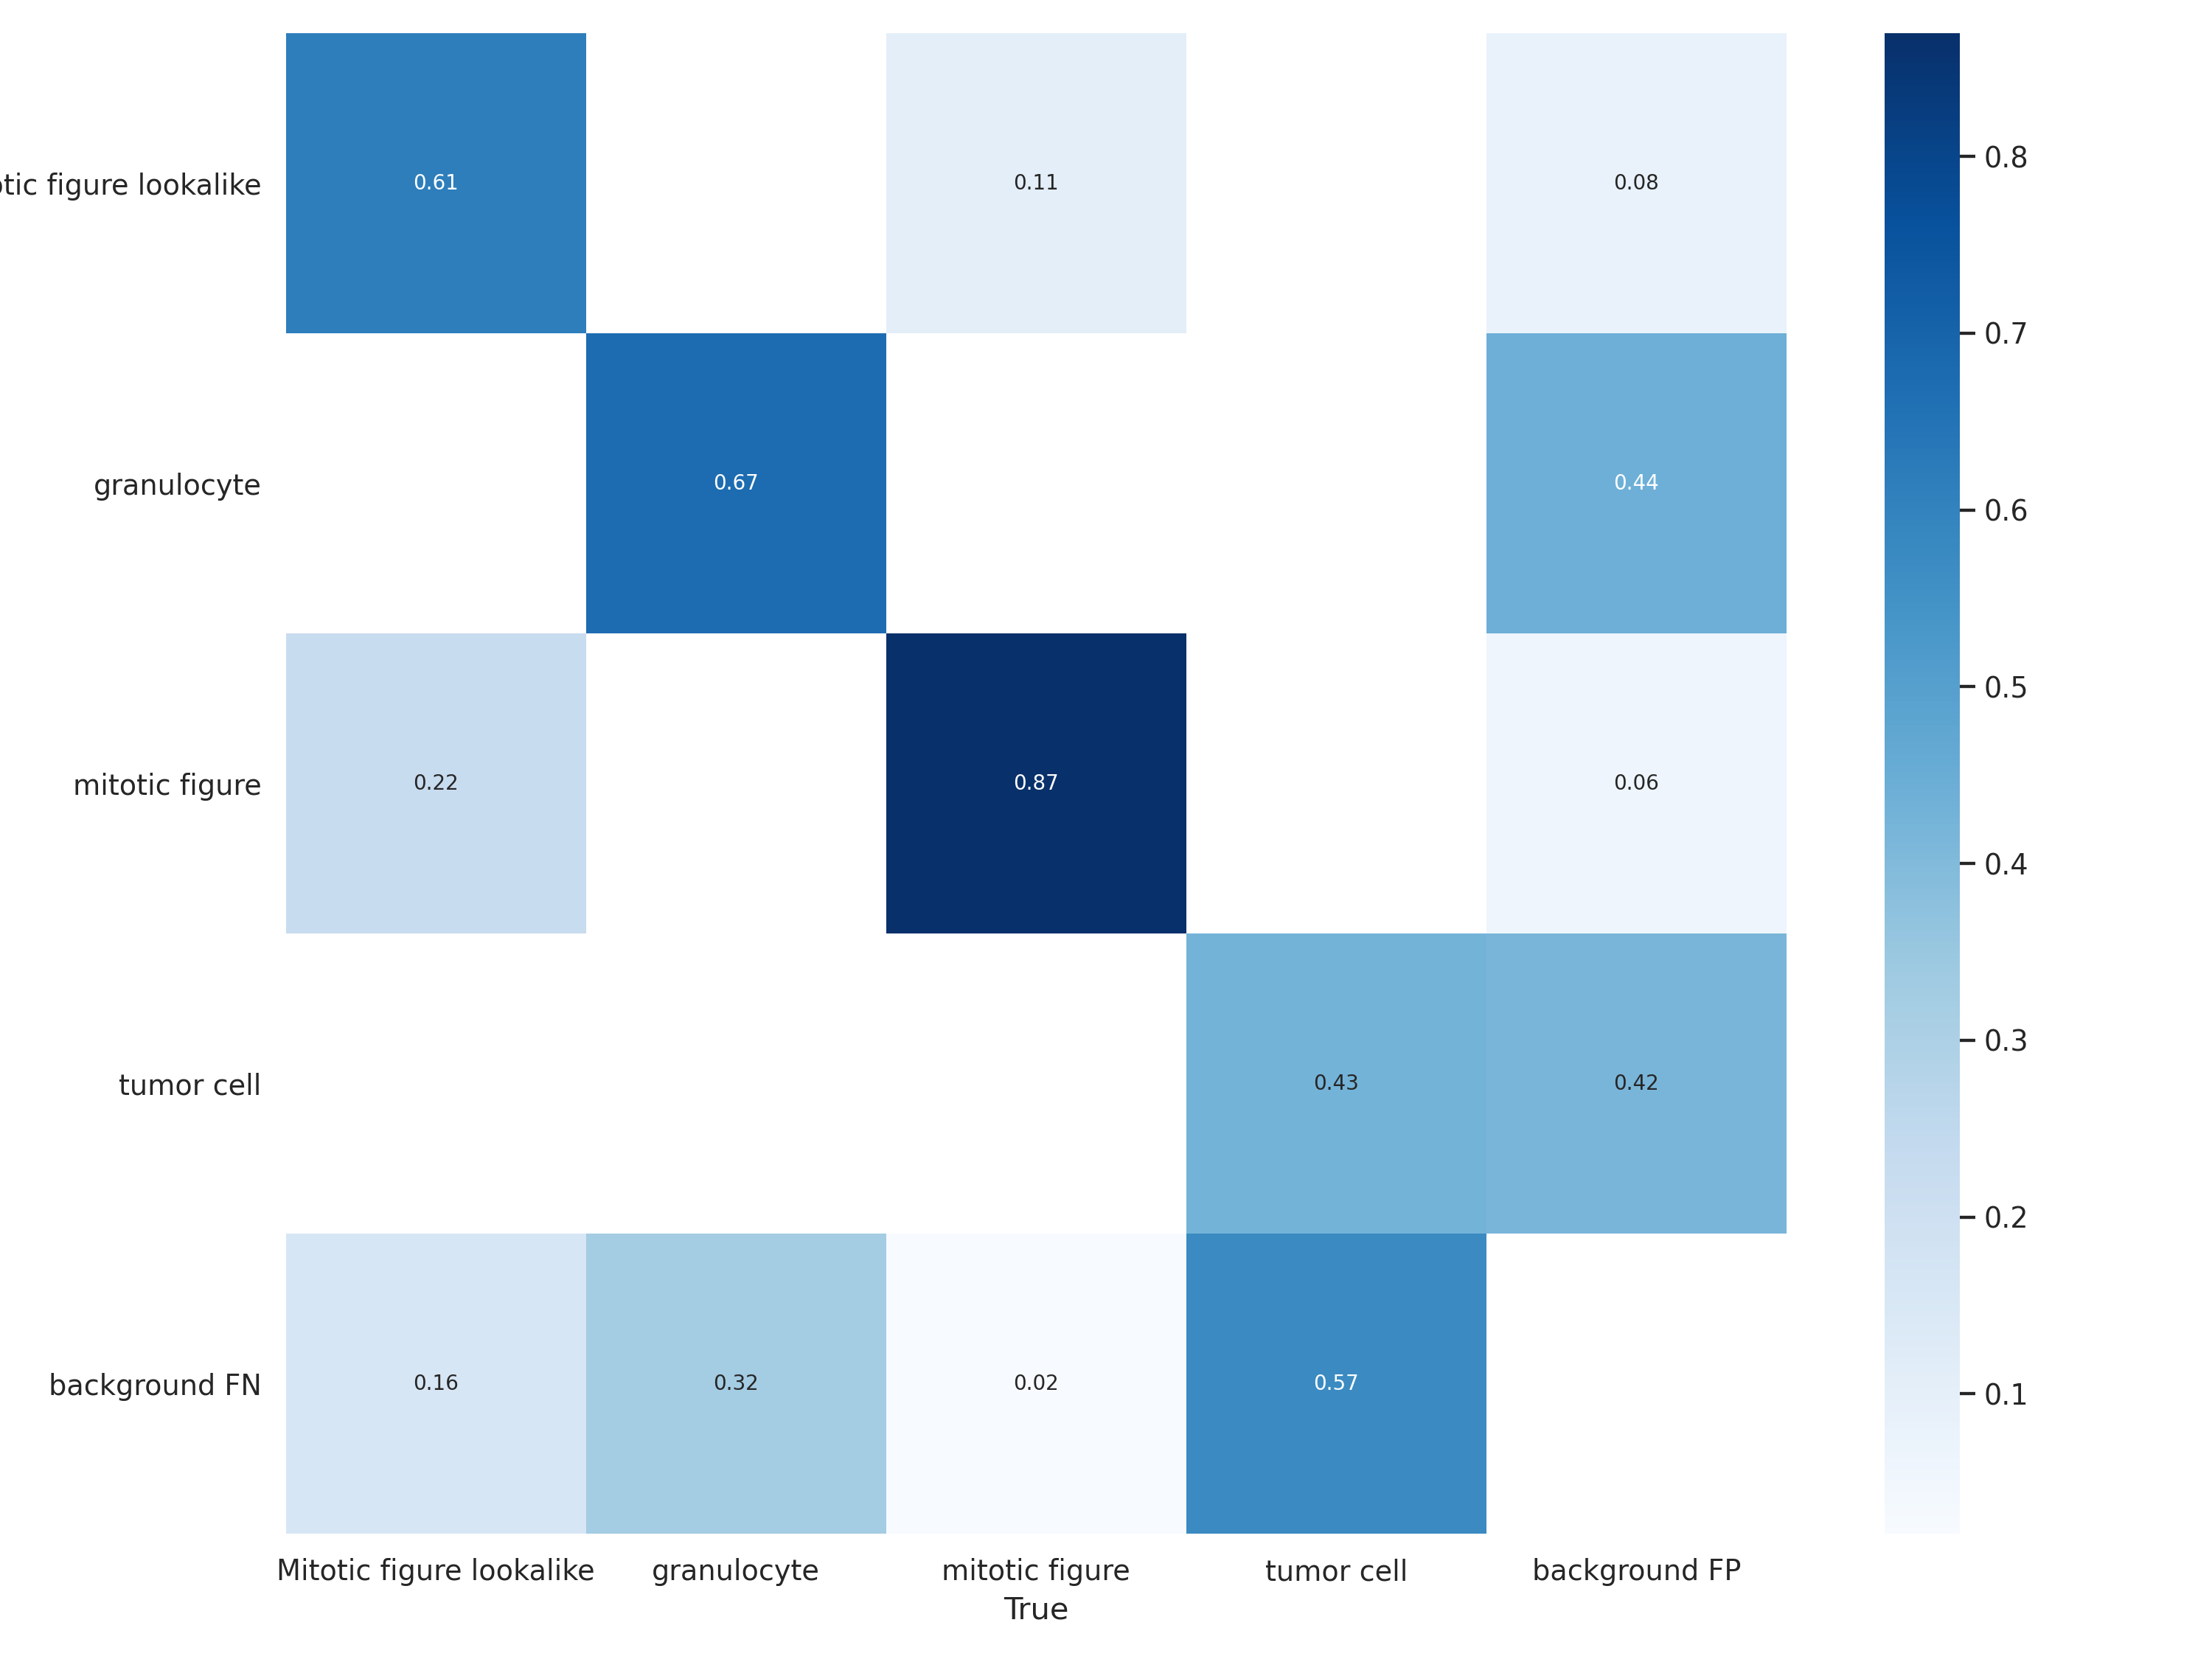 otic figure lookalike 0.61 0.11 0.08
granulocyte 0.67 0.44
mitotic figure 0.22 0.87 0.06
tumor cell 0.43 0.42
background FN 0.16 0.32 0.02 0.57
Mitotic figure lookalike granulocyte mitotic figure tumor cell background FP
True
0.8
0.7
0.6
0.5
0.4
0.3
0.2
0.1